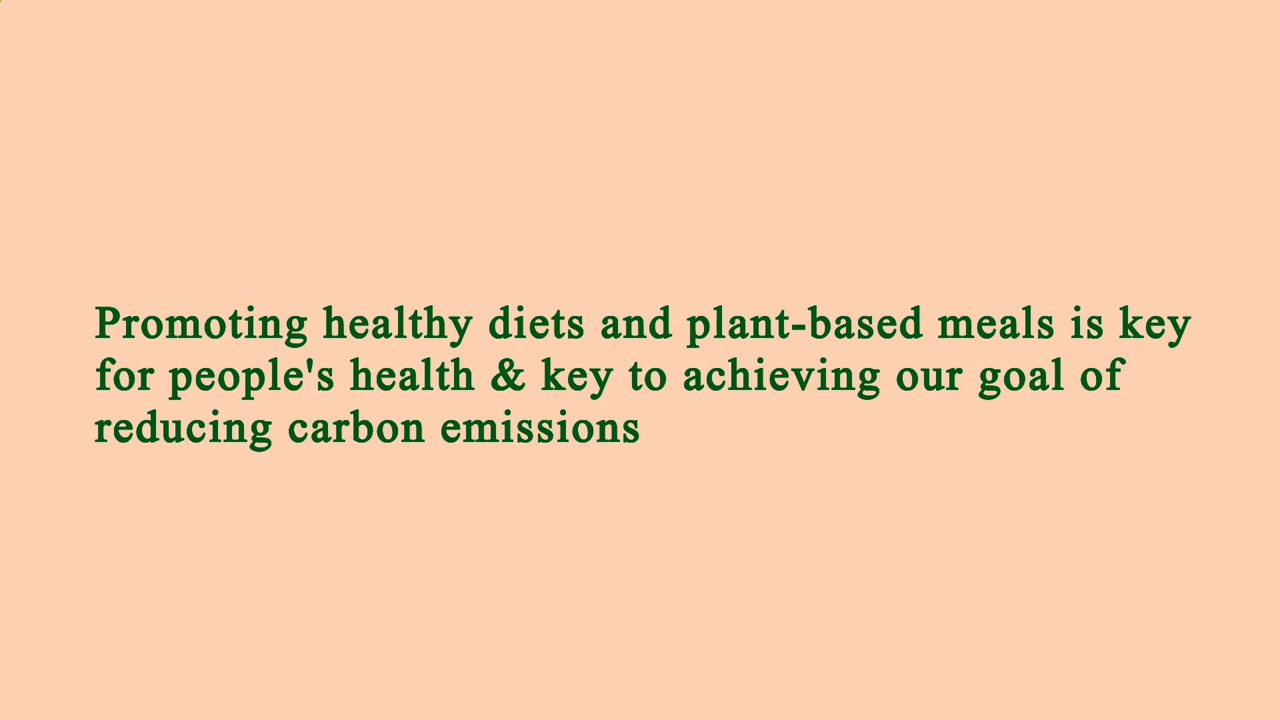 Promoting healthy diets and plant-based meals is key
for people's health & key to achieving our goal of
reducing carbon emissions